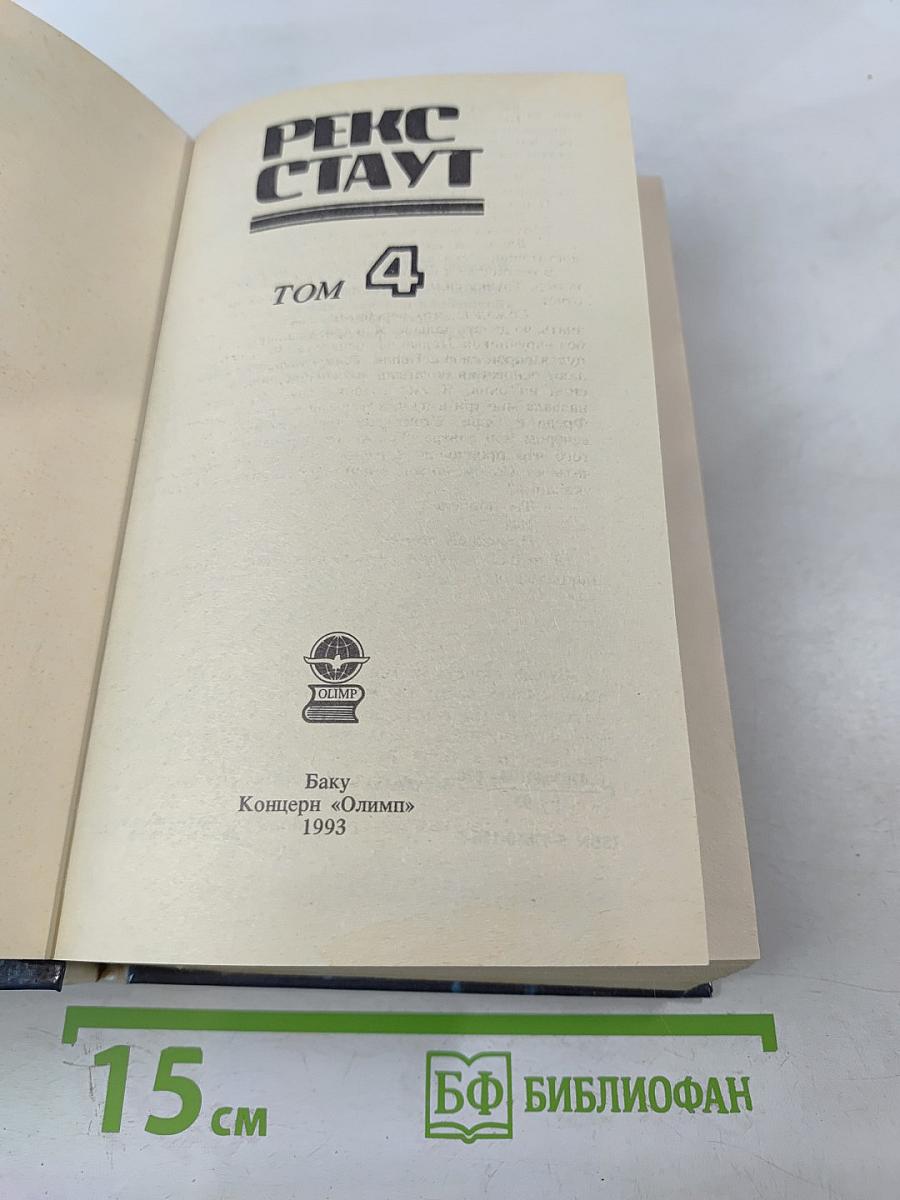 РЕКС
СТАУТ
ТОМ 4
OLIMP
Баку
Концерн «Олимп»
1993
15 см
БФ БИБЛИОФАН